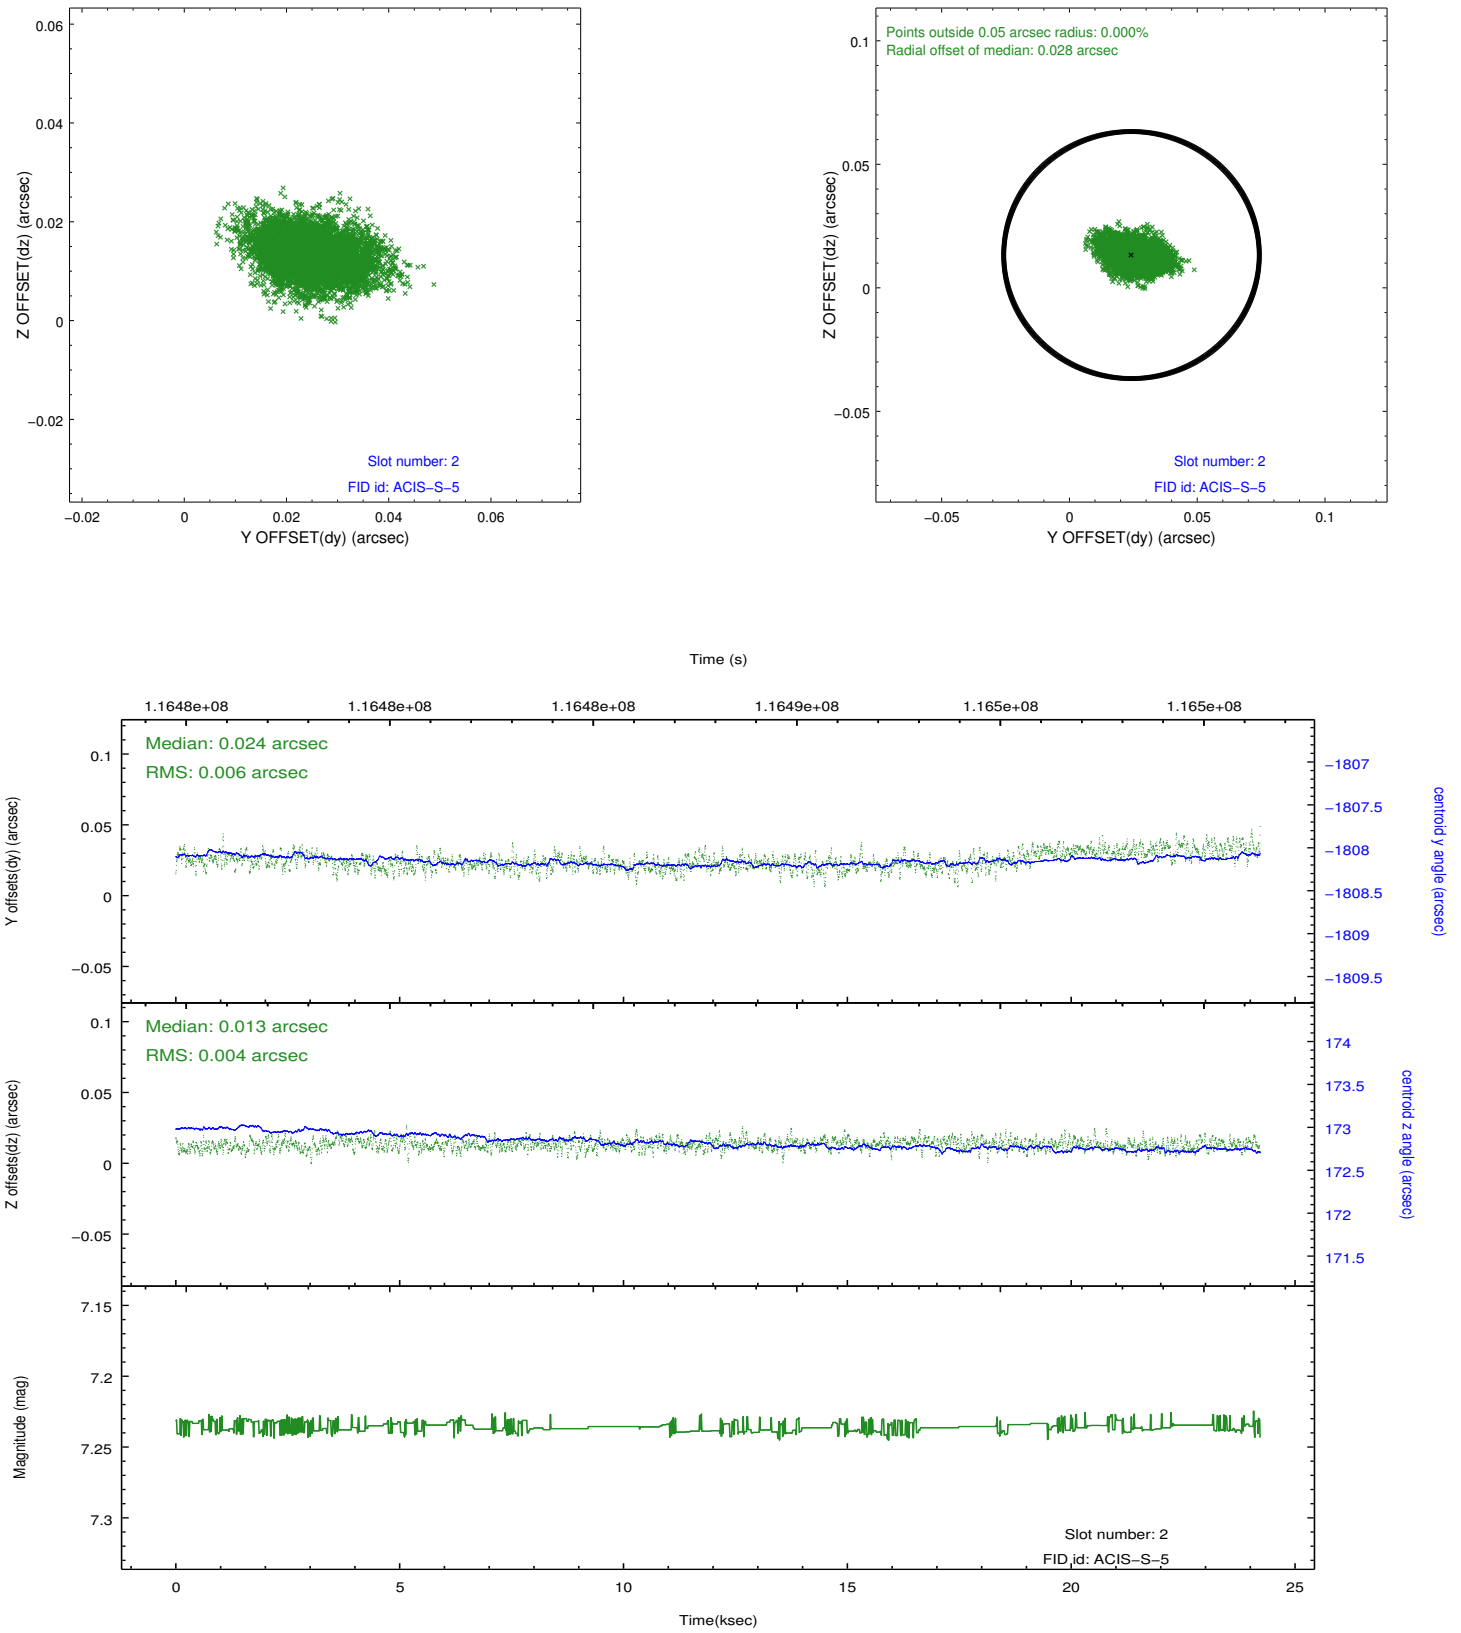 0.06
0.04
0.02
0
−0.02
Z OFFSET(dz) (arcsec)
Slot number: 2
FID id: ACIS−S−5
−0.02 0 0.02 0.04 0.06
Y OFFSET(dy) (arcsec)
Points outside 0.05 arcsec radius: 0.000%
Radial offset of median: 0.028 arcsec
0.1
0.05
0
−0.05
Z OFFSET(dz) (arcsec)
Slot number: 2
FID id: ACIS−S−5
−0.05 0 0.05 0.1
Y OFFSET(dy) (arcsec)
Time (s)
1.1648e+08 1.1648e+08 1.1648e+08 1.1649e+08 1.165e+08 1.165e+08
Median: 0.024 arcsec
RMS: 0.006 arcsec
0.1
0.05
0
−0.05
Y offsets(dy) (arcsec)
−1807
−1807.5
−1808
−1808.5
−1809
−1809.5
centroid y angle (arcsec)
Median: 0.013 arcsec
RMS: 0.004 arcsec
0.1
0.05
0
−0.05
Z offsets(dz) (arcsec)
174
173.5
173
172.5
172
171.5
centroid z angle (arcsec)
7.15
7.2
7.25
7.3
Magnitude (mag)
Slot number: 2
FID id: ACIS−S−5
0 5 10 15 20 25
Time(ksec)